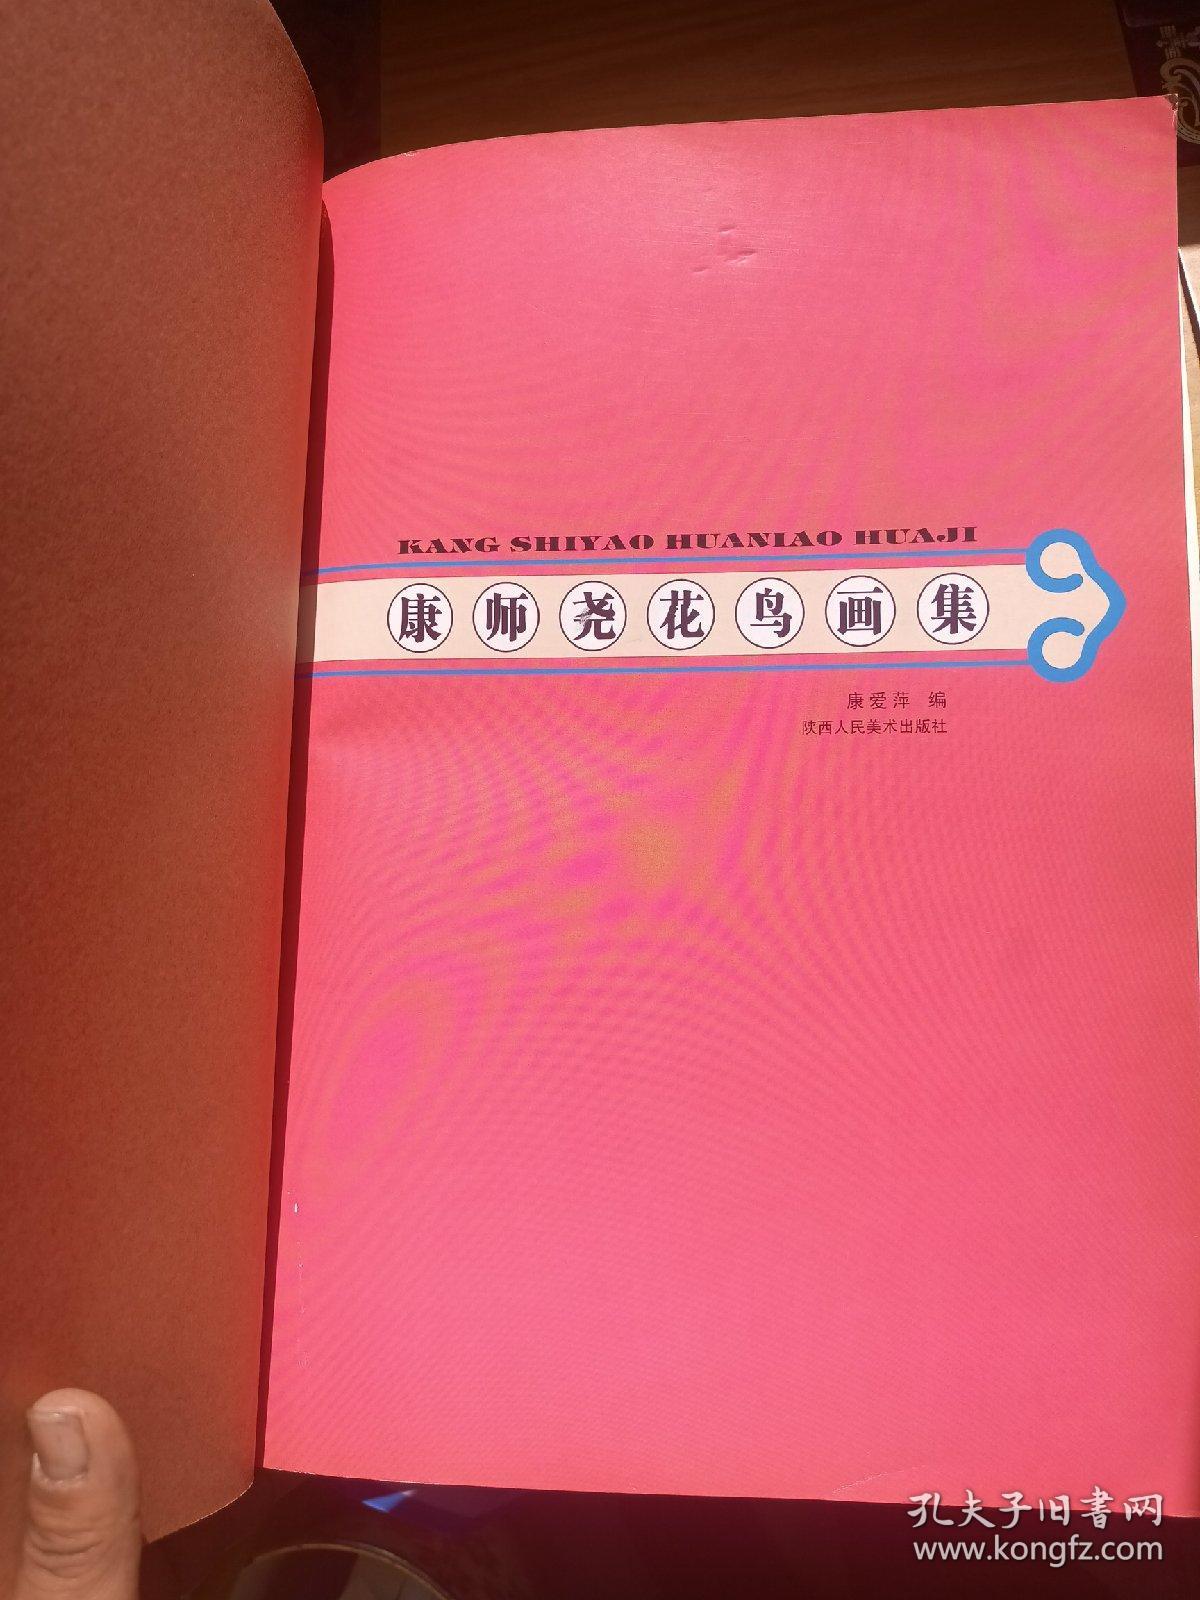 KANG SHIYAO HUANIAO HUAJI
康师尧花鸟画集
康爱萍 编
陕西人民美术出版社
孔夫子旧书网
www.kongfz.com